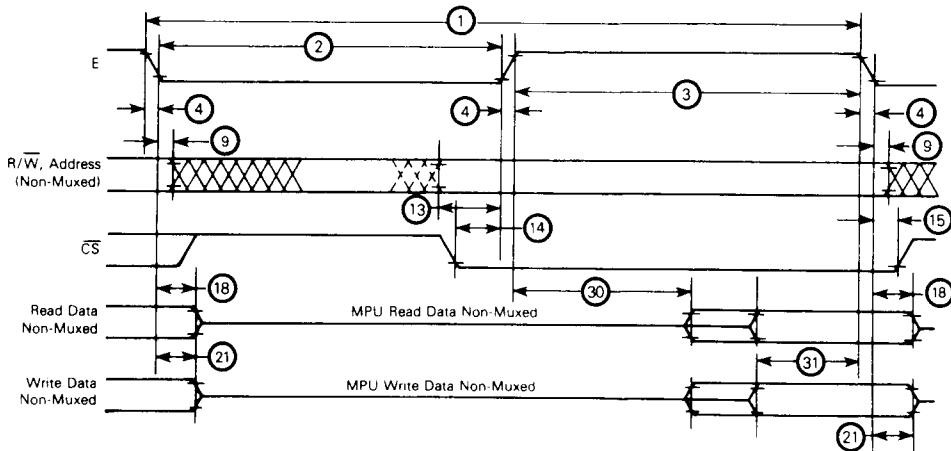 1
2
E
3
4
4
4
9
9
R/W̅, Address
(Non-Muxed)
13
14
15
C̅S̅
18
30
18
Read Data
Non-Muxed
MPU Read Data Non-Muxed
21
31
Write Data
Non-Muxed
MPU Write Data Non-Muxed
21